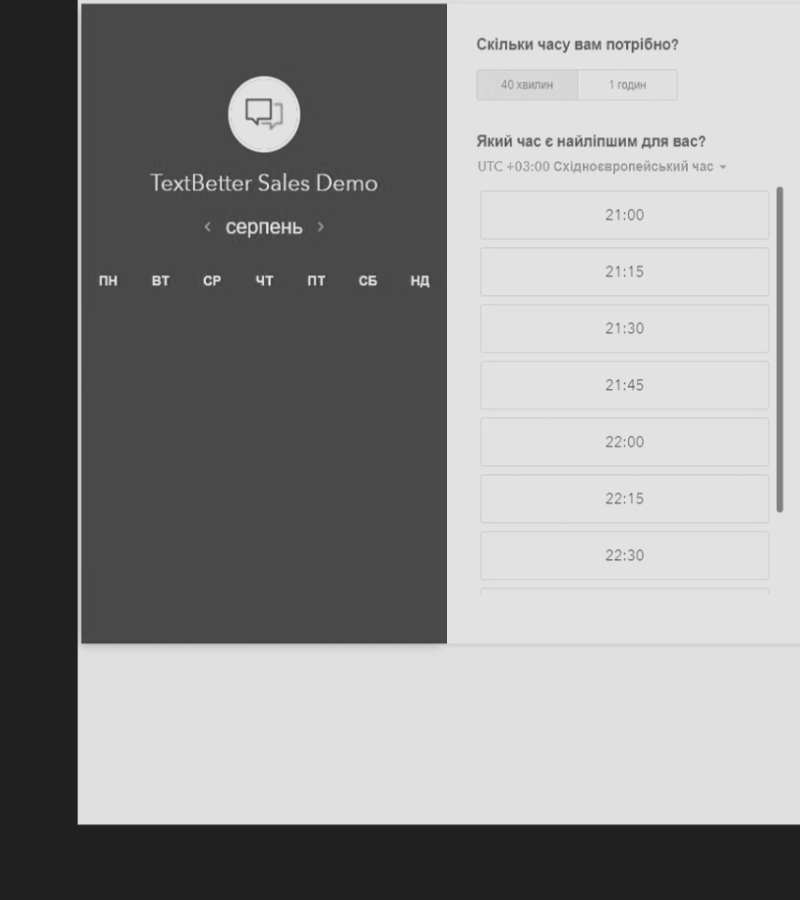 TextBetter Sales Demo
‹ серпень ›
ПН ВТ СР ЧТ ПТ СБ НД
Скільки часу вам потрібно?
40 хвилин 1 годин
Який час є найліпшим для вас?
UTC +03:00 Східноєвропейський час
21:00
21:15
21:30
21:45
22:00
22:15
22:30